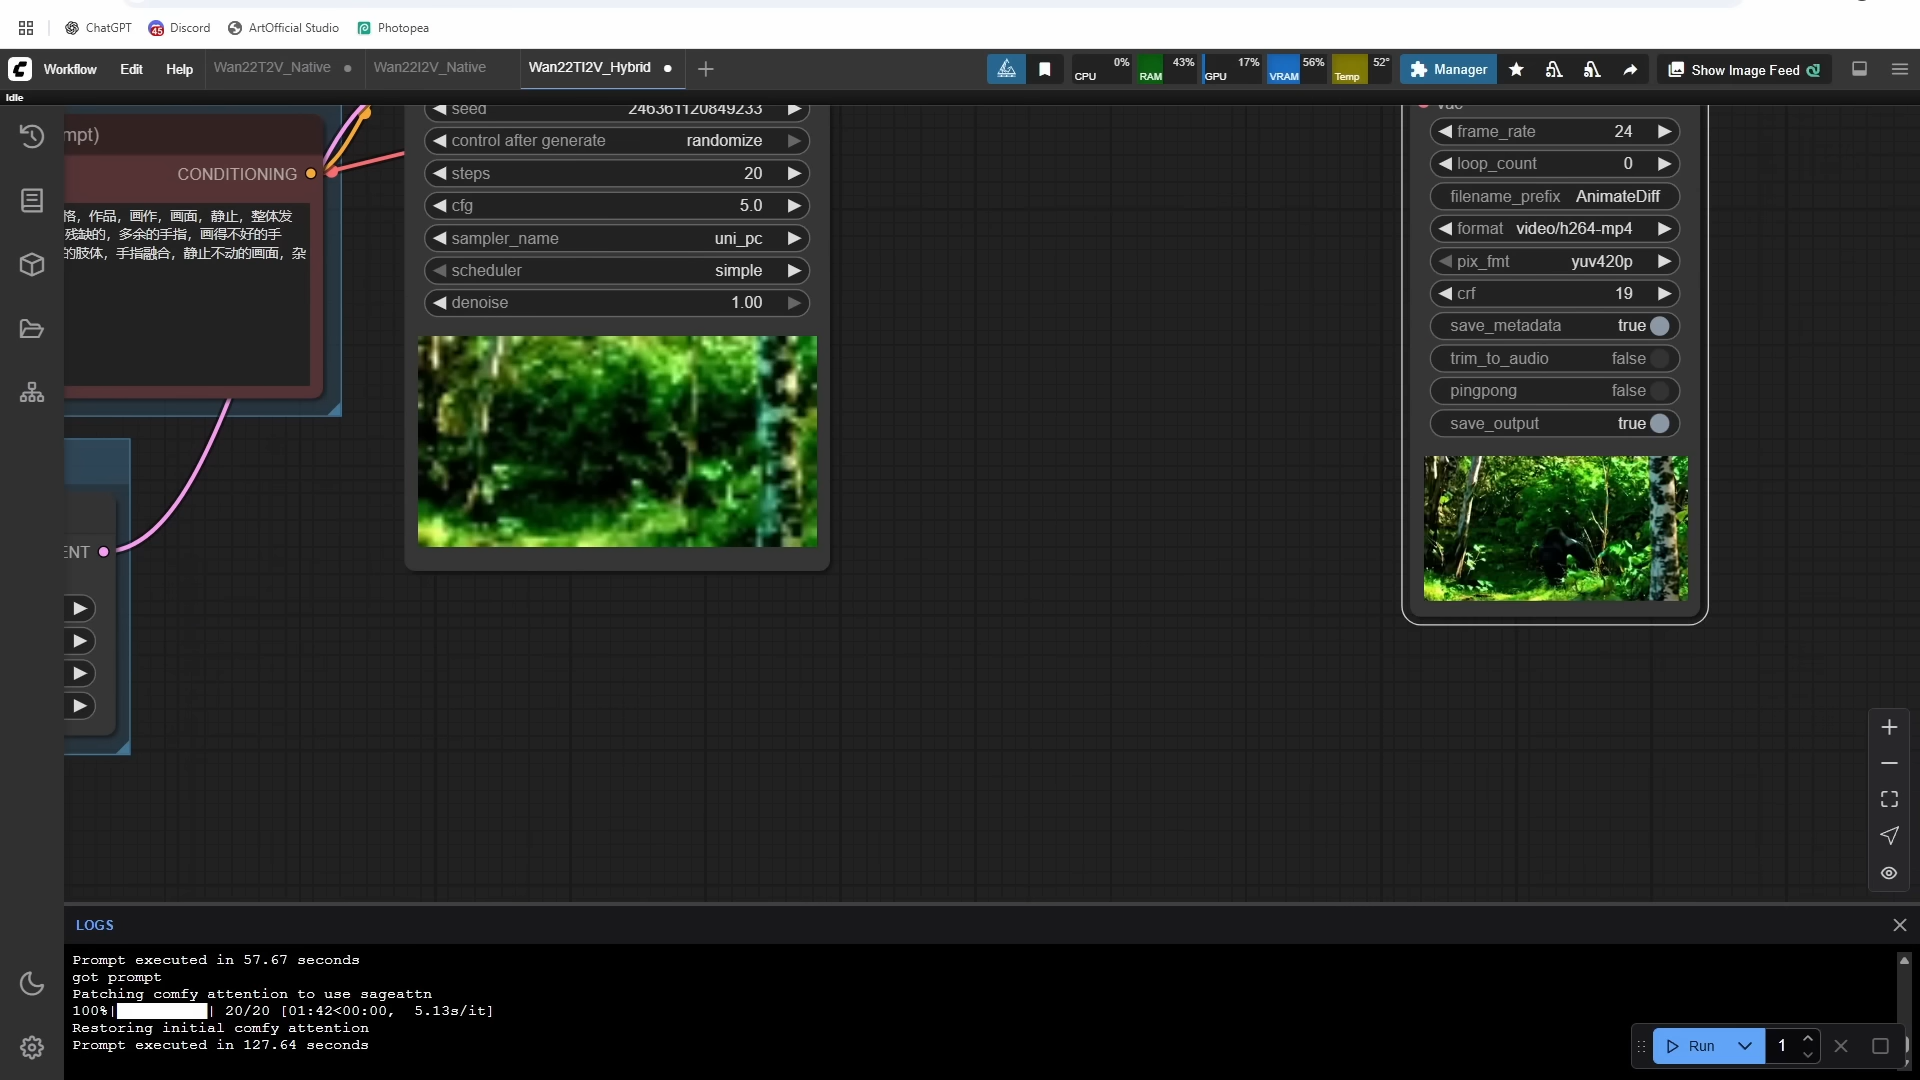 ChatGPT
45
Discord
ArtOfficial Studio
Photopea
Workflow
Edit
Help
Wan22T2V_Native
Wan22I2V_Native
Wan22TI2V_Hybrid
CPU 0%
RAM 43%
GPU 17%
VRAM 56%
Temp 52°
Manager
Show Image Feed
Idle
mpt)
CONDITIONING
格，作品，画作，画面，静止，整体发
残缺的，多余的手指，画得不好的手
的肢体，手指融合，静止不动的画面，杂
ENT
seed 246361120849233
control after generate randomize
steps 20
cfg 5.0
sampler_name uni_pc
scheduler simple
denoise 1.00
vae
frame_rate 24
loop_count 0
filename_prefix AnimateDiff
format video/h264-mp4
pix_fmt yuv420p
crf 19
save_metadata true
trim_to_audio false
pingpong false
save_output true
LOGS
Prompt executed in 57.67 seconds
got prompt
Patching comfy attention to use sageattn
100%| | 20/20 [01:42<00:00,  5.13s/it]
Restoring initial comfy attention
Prompt executed in 127.64 seconds
Run
1